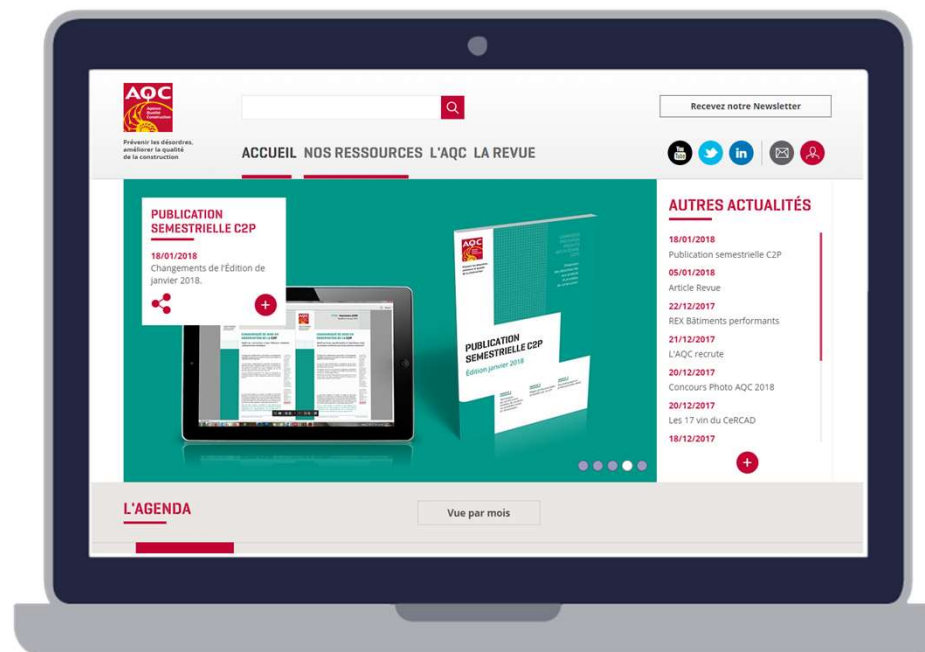 AQC
Agence
Qualité
Construction
Prévenir les désordres,
améliorer la qualité
de la construction
Recevez notre Newsletter
ACCUEIL NOS RESSOURCES L'AQC LA REVUE
You
Tube
in
PUBLICATION
SEMESTRIELLE C2P
18/01/2018
Changements de l'Édition de
janvier 2018.
AQC
PUBLICATION
SEMESTRIELLE C2P
Édition janvier 2018
AUTRES ACTUALITÉS
18/01/2018
Publication semestrielle C2P
05/01/2018
Article Revue
22/12/2017
REX Bâtiments performants
21/12/2017
L'AQC recrute
20/12/2017
Concours Photo AQC 2018
20/12/2017
Les 17 vin du CeRCAD
18/12/2017
L'AGENDA
Vue par mois